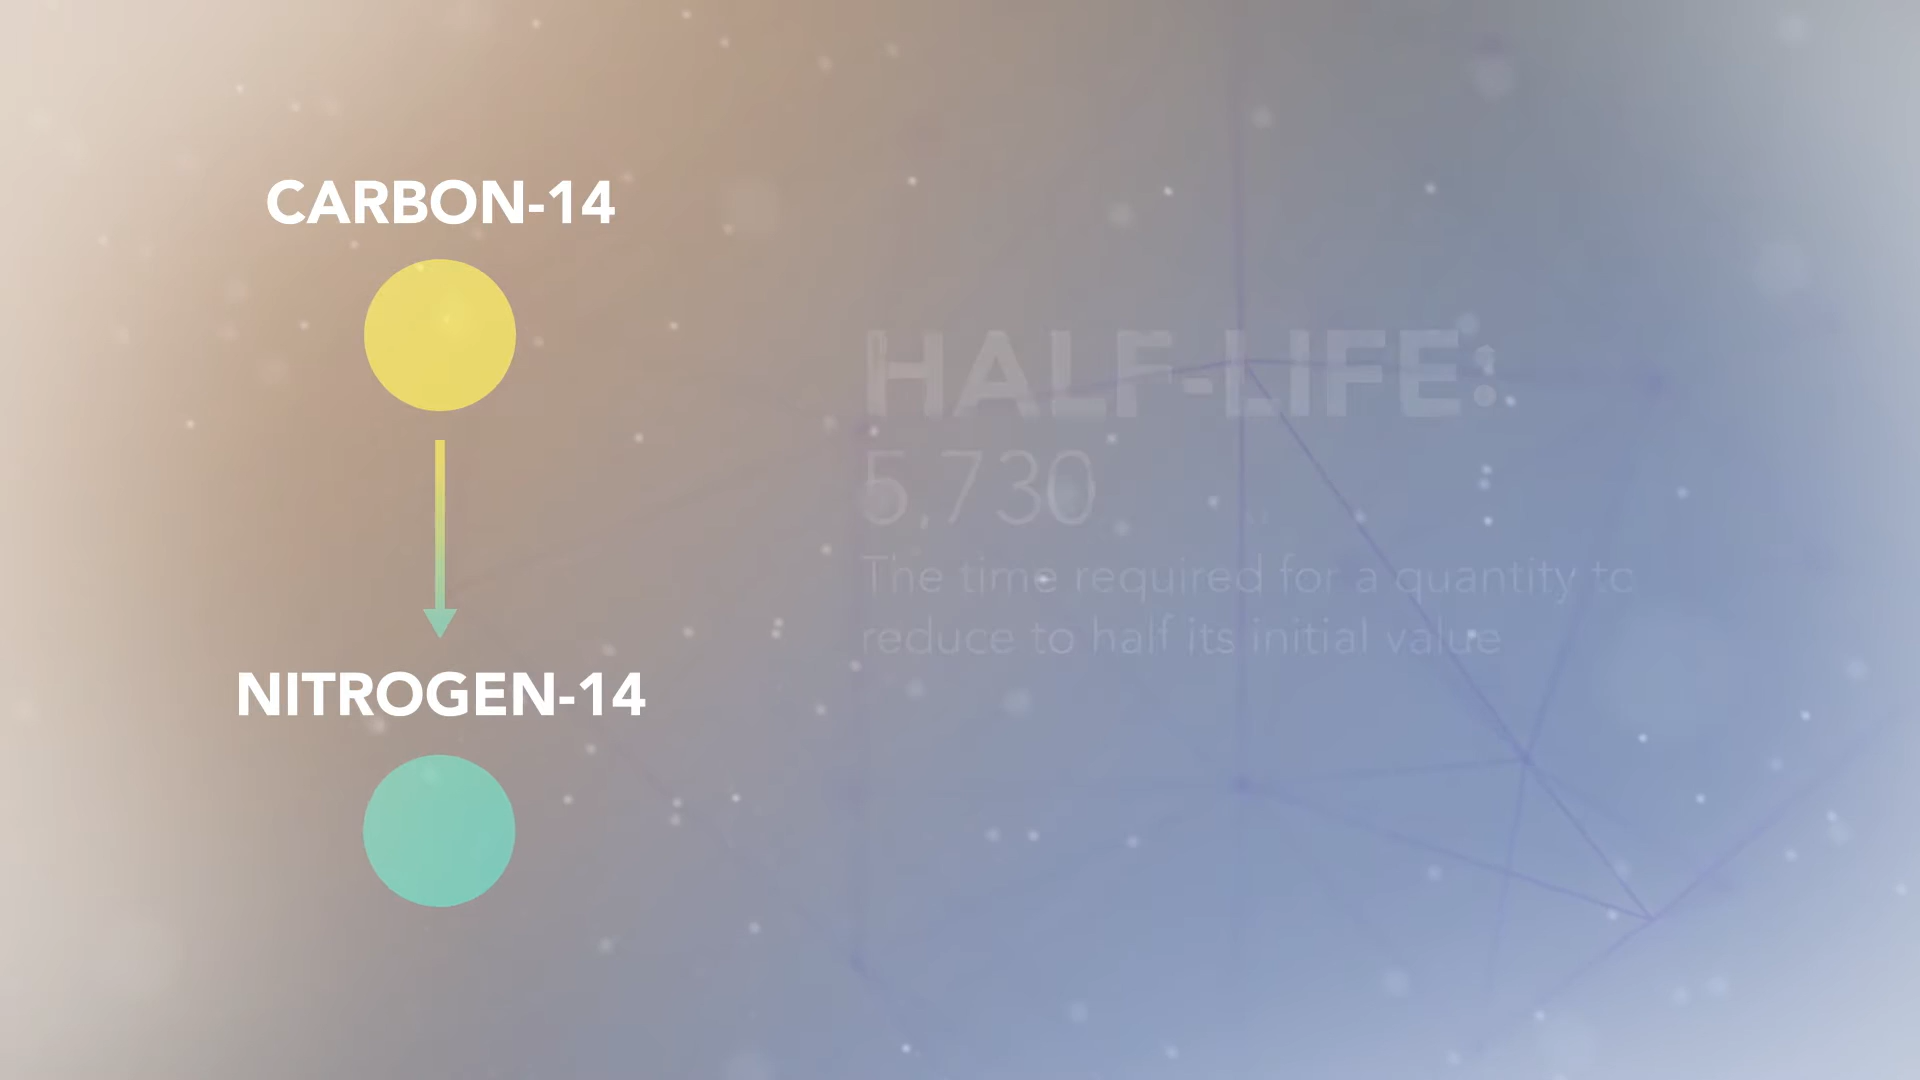 CARBON-14
NITROGEN-14
HALF-LIFE:
5,730
The time required for a quantity to
reduce to half its initial value